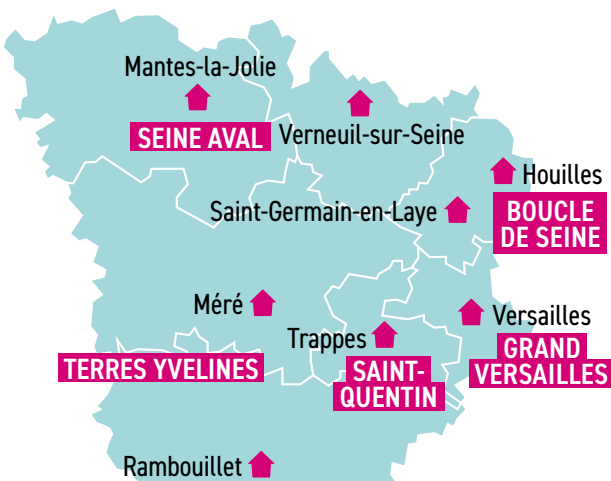 Mantes-la-Jolie
SEINE AVAL
Verneuil-sur-Seine
Houilles
Saint-Germain-en-Laye
BOUCLE
DE SEINE
Méré
Versailles
Trappes
GRAND
VERSAILLES
TERRES YVELINES
SAINT-
QUENTIN
Rambouillet